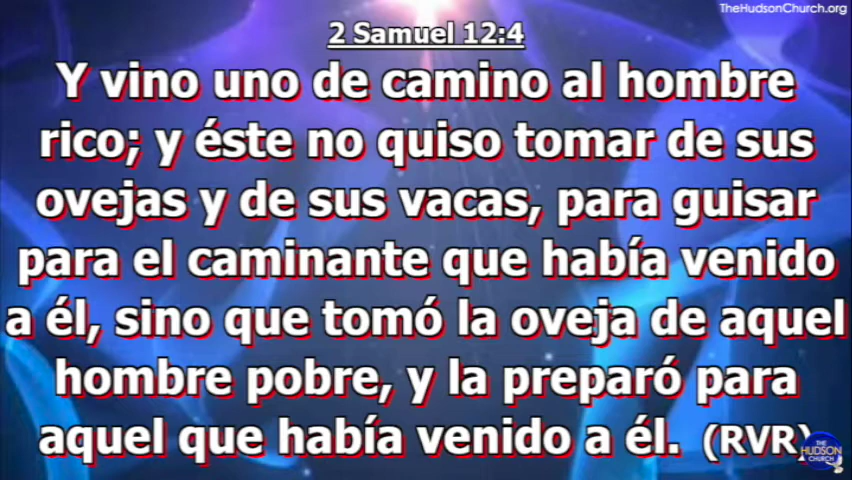 TheHudsonChurch.org
2 Samuel 12:4
Y vino uno de camino al hombre
rico; y éste no quiso tomar de sus
ovejas y de sus vacas, para guisar
para el caminante que había venido
a él, sino que tomó la oveja de aquel
hombre pobre, y la preparó para
aquel que había venido a él. (RVR)
THE
HUDSON
CHURCH